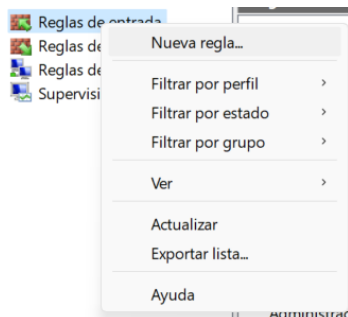 Reglas de entrada
Reglas de
Reglas de
Supervisi
Nueva regla...
Filtrar por perfil
Filtrar por estado
Filtrar por grupo
Ver
Actualizar
Exportar lista...
Ayuda